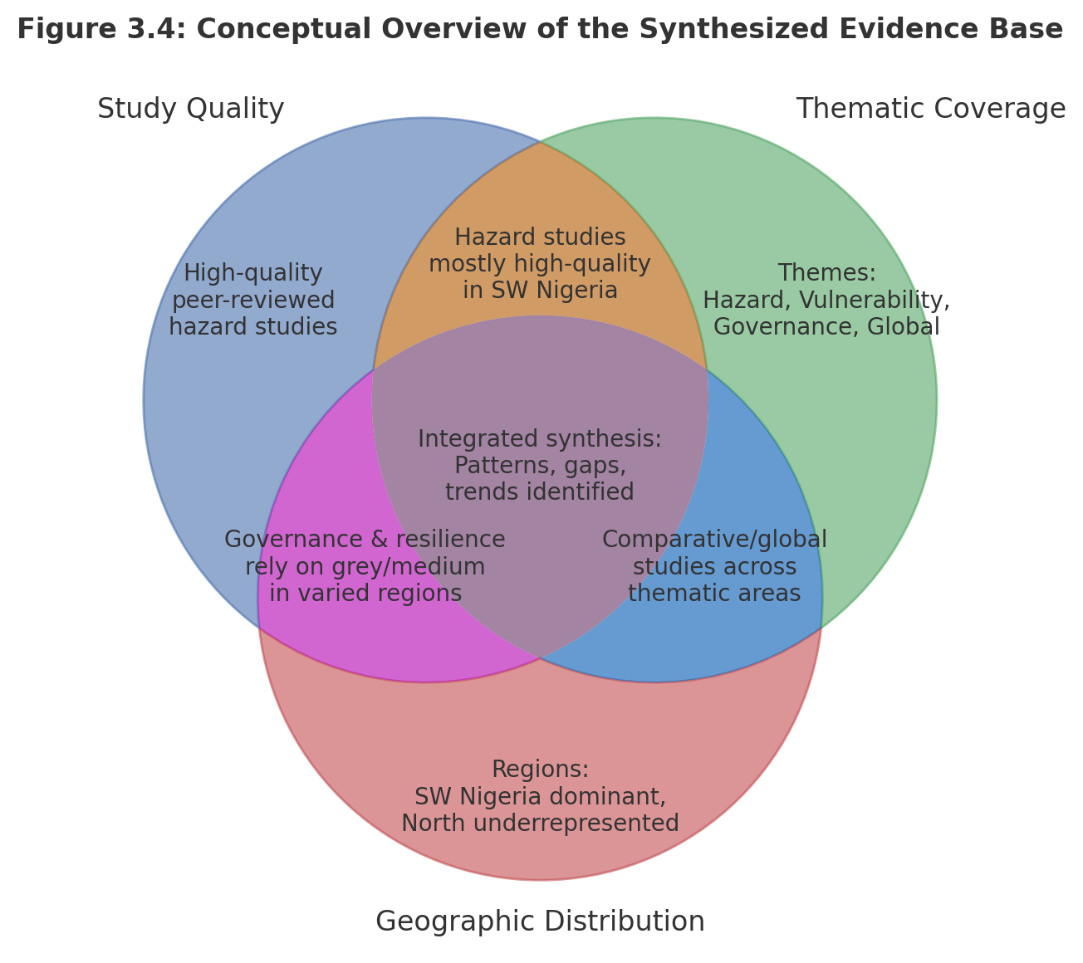 Figure 3.4: Conceptual Overview of the Synthesized Evidence Base
Study Quality
Thematic Coverage
Hazard studies
mostly high-quality
in SW Nigeria
High-quality
peer-reviewed
hazard studies
Themes:
Hazard, Vulnerability,
Governance, Global
Integrated synthesis:
Patterns, gaps,
trends identified
Governance & resilience
rely on grey/medium
in varied regions
Comparative/global
studies across
thematic areas
Regions:
SW Nigeria dominant,
North underrepresented
Geographic Distribution